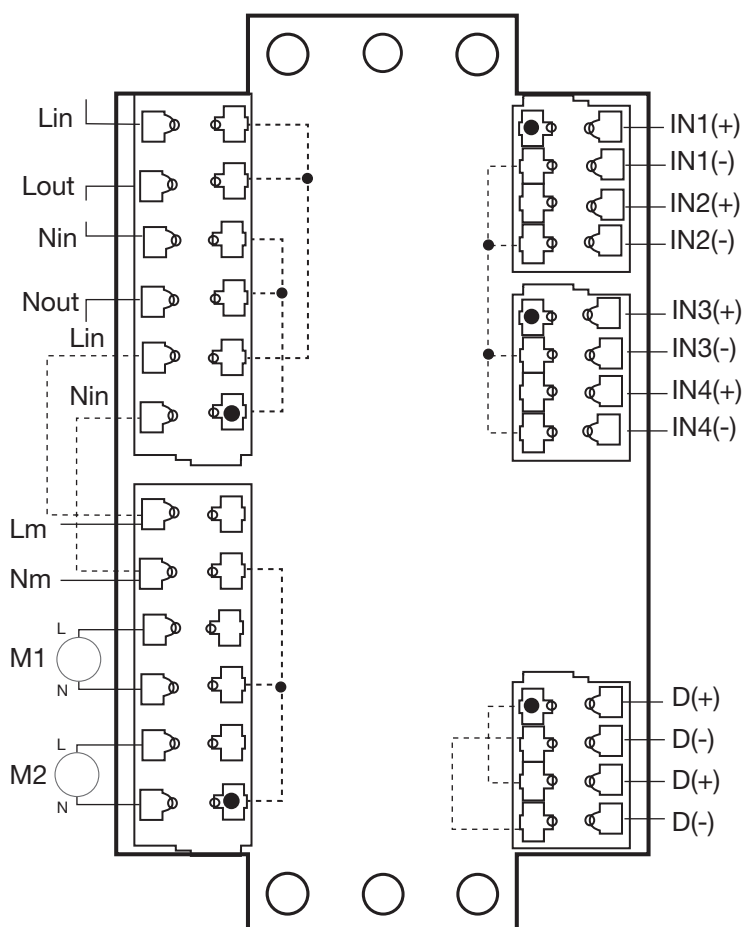 Lin
Lout
Nin
Nout
Lin
Nin
Lm
Nm
L
M1
N
L
M2
N
IN1(+)
IN1(-)
IN2(+)
IN2(-)
IN3(+)
IN3(-)
IN4(+)
IN4(-)
D(+)
D(-)
D(+)
D(-)